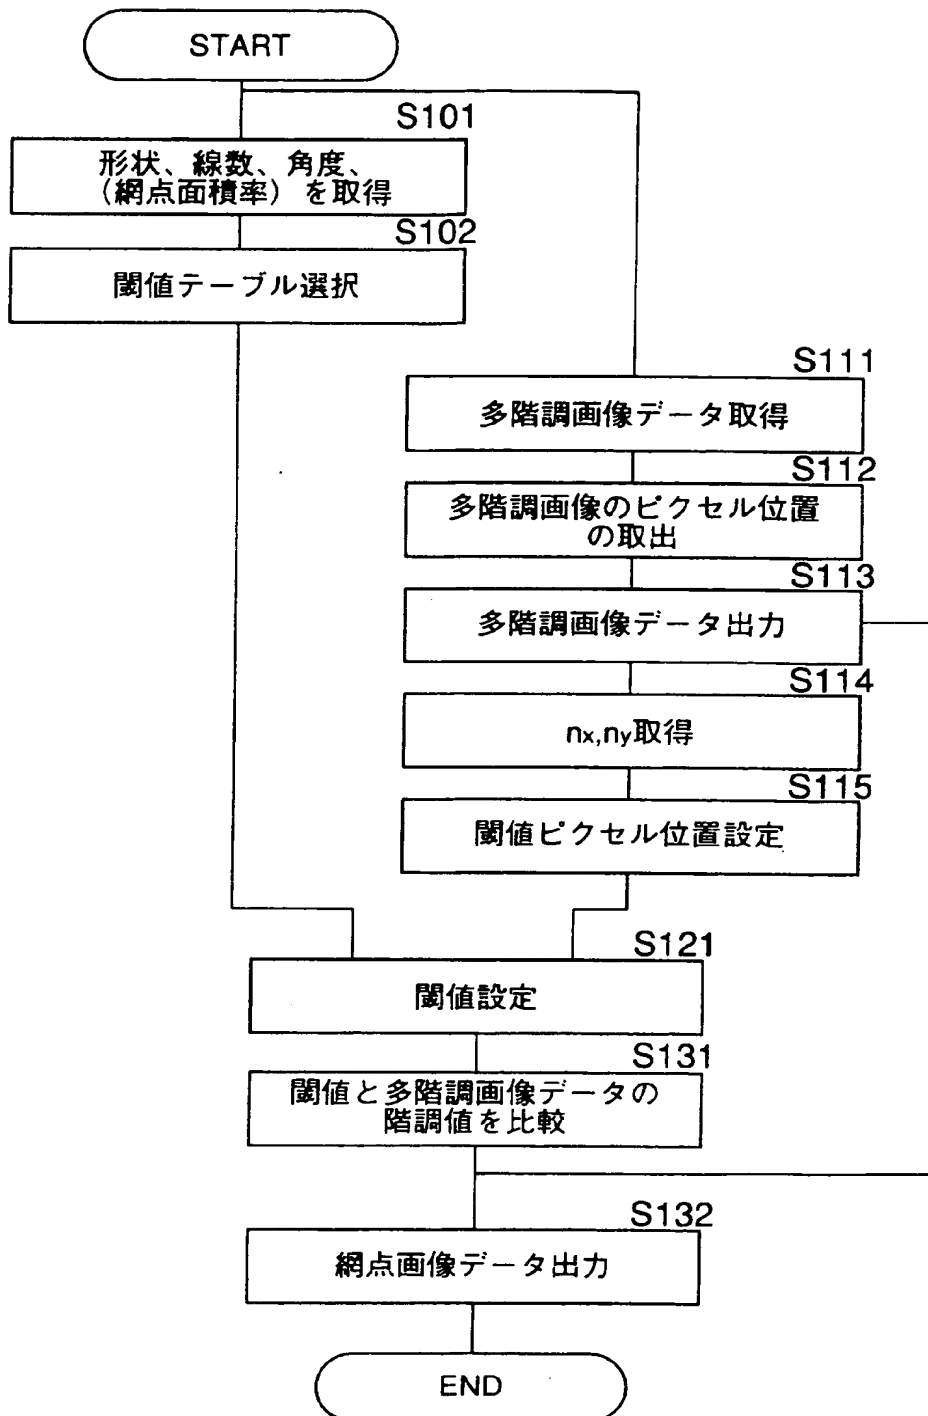 START
S101
形状、線数、角度、
(網点面積率)を取得
S102
閾値テーブル選択
S111
多階調画像データ取得
S112
多階調画像のピクセル位置
の取出
S113
多階調画像データ出力
S114
nx,ny取得
S115
閾値ピクセル位置設定
S121
閾値設定
S131
閾値と多階調画像データの
階調値を比較
S132
網点画像データ出力
END